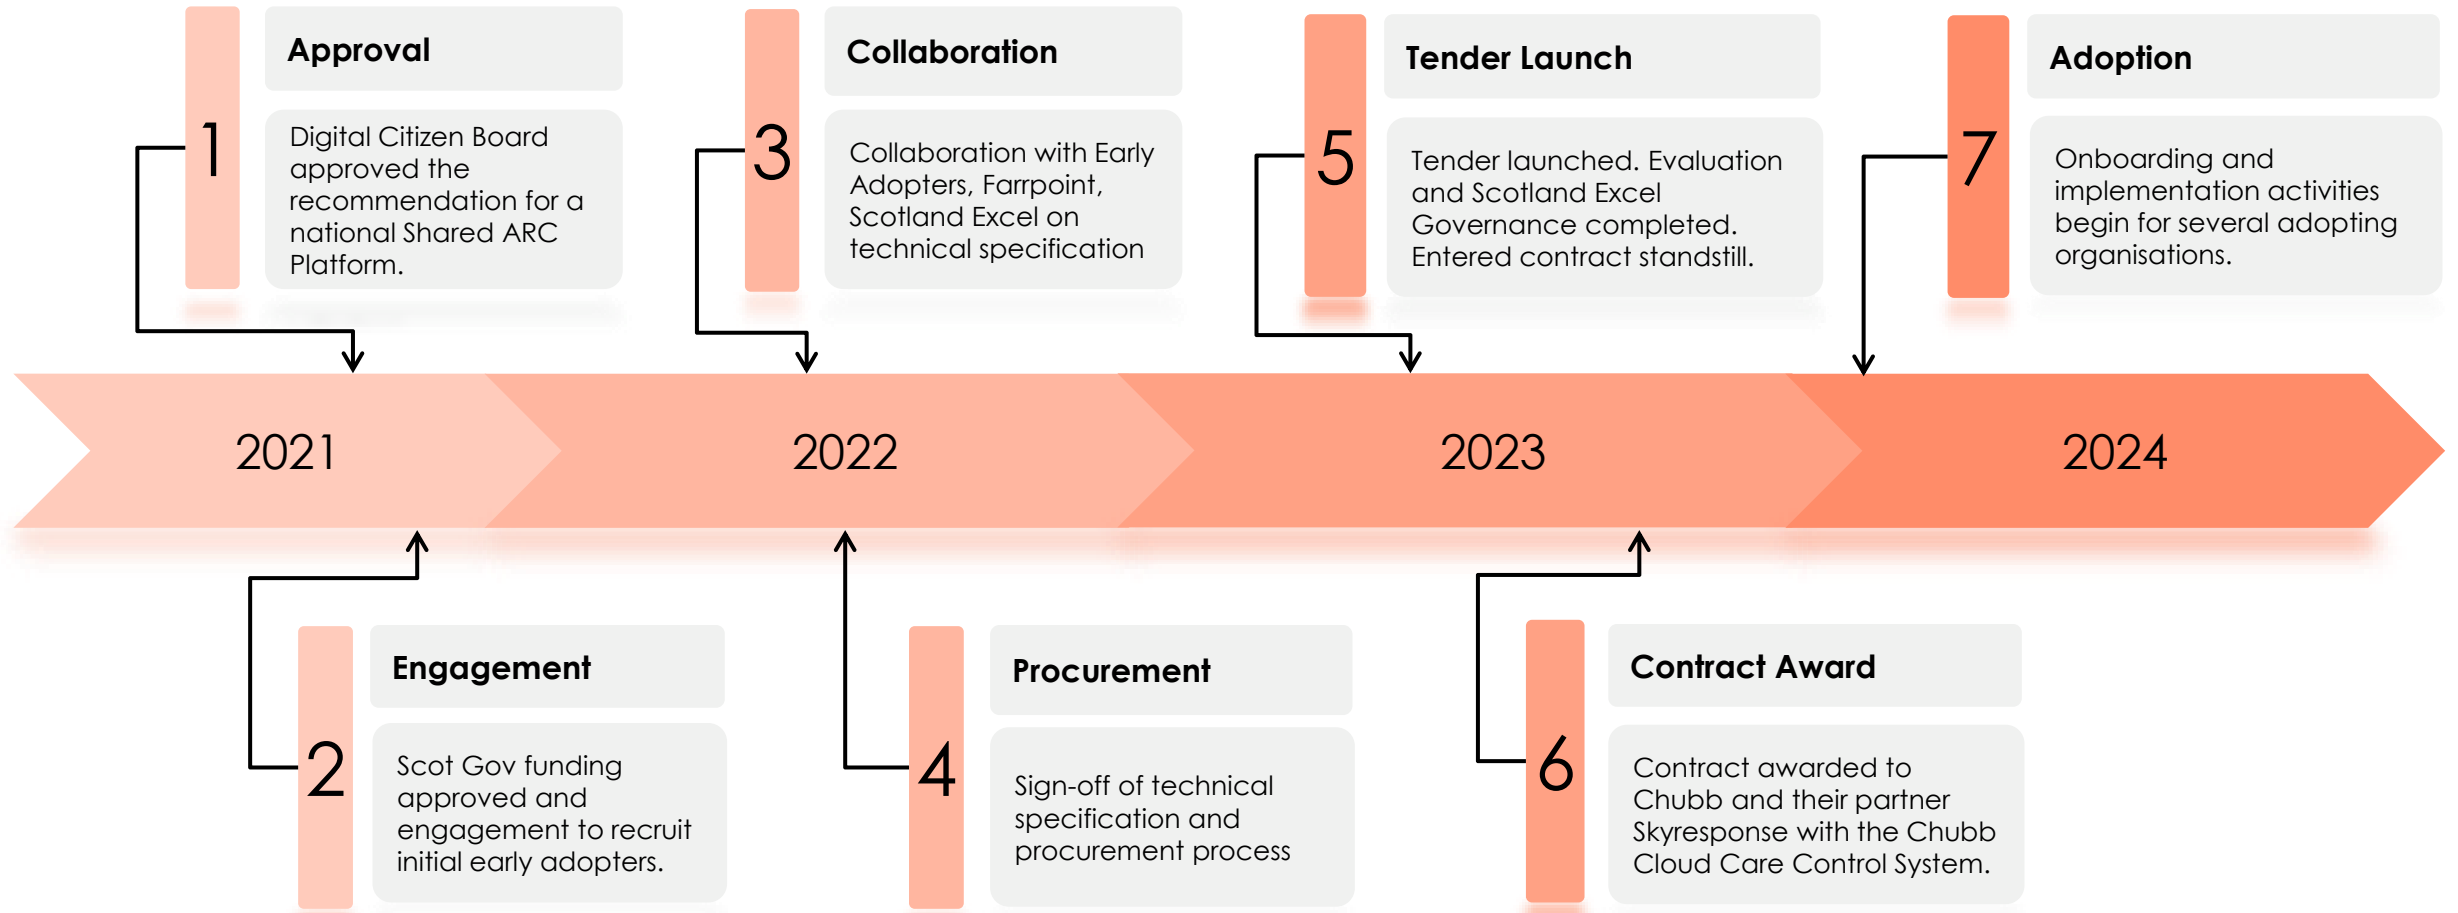 1
Approval
Digital Citizen Board
approved the
recommendation for a
national Shared ARC
Platform.
3
Collaboration
Collaboration with Early
Adopters, Farrpoint,
Scotland Excel on
technical specification
5
Tender Launch
Tender launched. Evaluation
and Scotland Excel
Governance completed.
Entered contract standstill.
7
Adoption
Onboarding and
implementation activities
begin for several adopting
organisations.
2021
2022
2023
2024
2
Engagement
Scot Gov funding
approved and
engagement to recruit
initial early adopters.
4
Procurement
Sign-off of technical
specification and
procurement process
6
Contract Award
Contract awarded to
Chubb and their partner
Skyresponse with the Chubb
Cloud Care Control System.